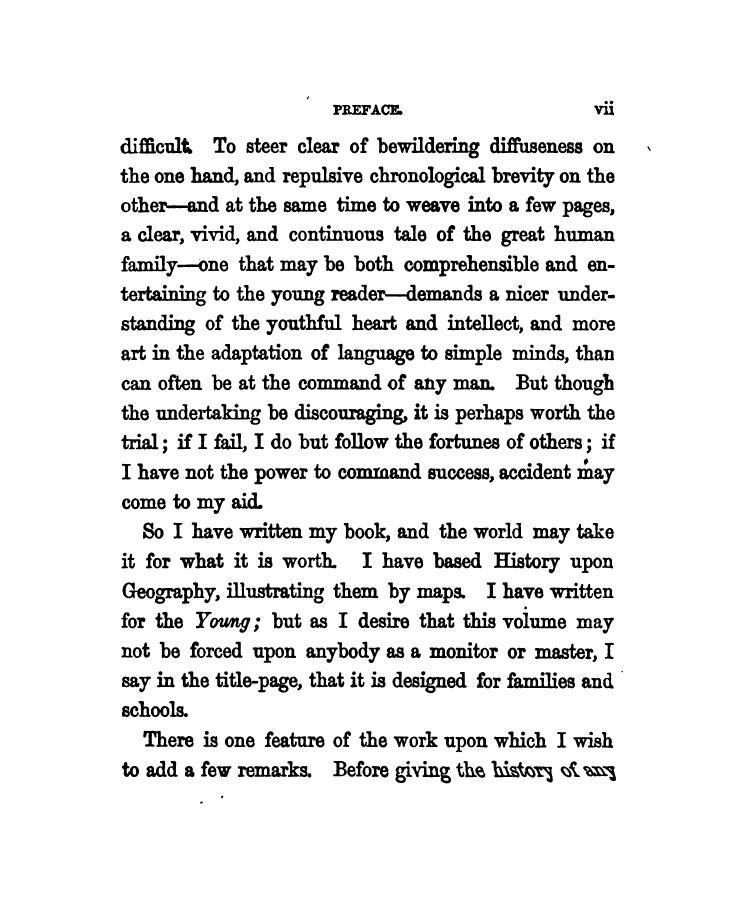 PREFACE. vii
difficult. To steer clear of bewildering diffuseness on
the one hand, and repulsive chronological brevity on the
other—and at the same time to weave into a few pages,
a clear, vivid, and continuous tale of the great human
family—one that may be both comprehensible and en-
tertaining to the young reader—demands a nicer under-
standing of the youthful heart and intellect, and more
art in the adaptation of language to simple minds, than
can often be at the command of any man. But though
the undertaking be discouraging, it is perhaps worth the
trial; if I fail, I do but follow the fortunes of others; if
I have not the power to command success, accident may
come to my aid.
So I have written my book, and the world may take
it for what it is worth. I have based History upon
Geography, illustrating them by maps. I have written
for the Young; but as I desire that this volume may
not be forced upon anybody as a monitor or master, I
say in the title-page, that it is designed for families and
schools.
There is one feature of the work upon which I wish
to add a few remarks. Before giving the history of any